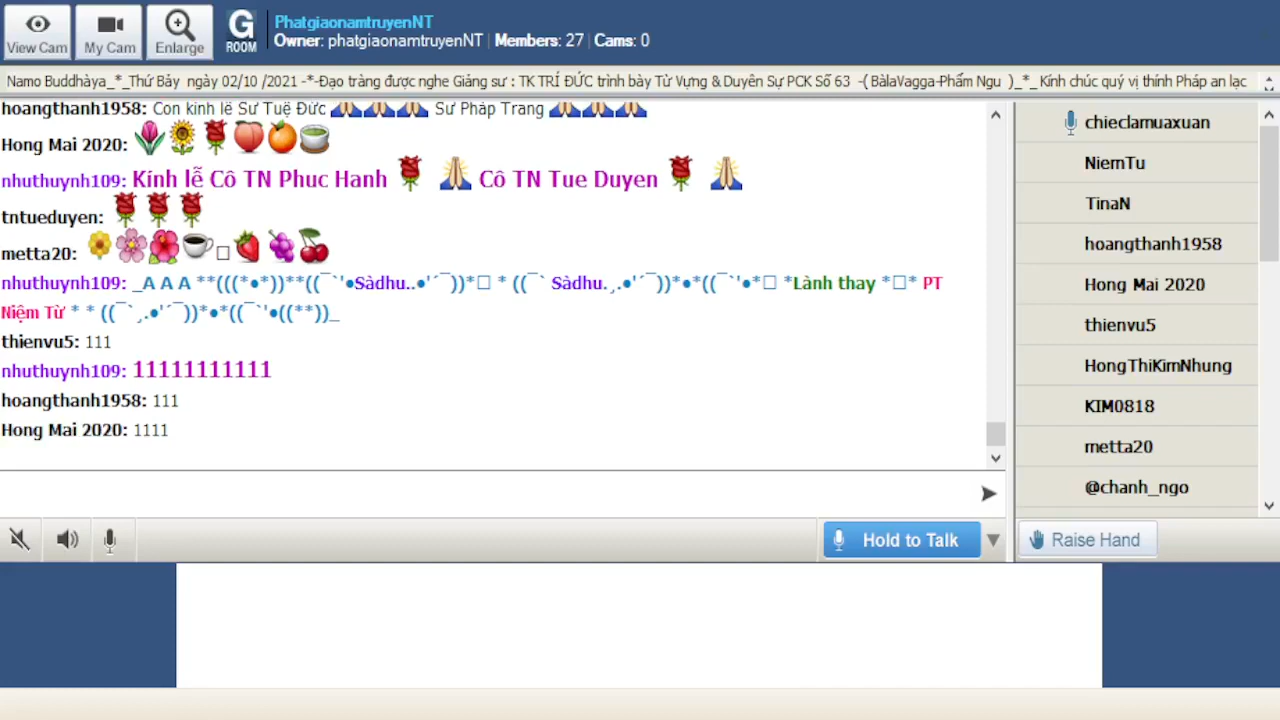 PhatgiaonamtruyenNT
Owner: phatgiaonamtruyenNT | Members: 27 | Cams: 0
View Cam
My Cam
Enlarge
G
ROOM
Namo Buddhàya_*_Thứ Bảy ngày 02/10 /2021 -*-Đạo tràng được nghe Giảng sư : TK TRÍ ĐỨC trình bày Từ Vựng & Duyên Sự PCK Số 63 -( BàlaVagga-Phẩm Ngu )_*_ Kính chúc quý vị thính Pháp an lạc
hoangthanh1958: Con kính lễ Sư Tuệ Đức 🙏🙏🙏 Sư Pháp Trang 🙏🙏🙏
Hong Mai 2020: 🌷🌻🌹🍑🍊🍵
nhuthuynh109: Kính lễ Cô TN Phuc Hanh 🌹 🙏 Cô TN Tue Duyen 🌹 🙏
tntueduyen: 🌹🌹🌹
metta20: 🌼🌸🌺☕□🍓🍇🍒
nhuthuynh109: _A A A **(((*•*))**((¯`'•Sàdhu..•'´¯))*□ * ((¯` Sàdhu.¸.•'´¯))*•*((¯`'•*□ *Lành thay *□* PT
Niệm Từ * * ((¯`¸.•'´¯))*•*((¯`'•((**))_
thienvu5: 111
nhuthuynh109: 11111111111
hoangthanh1958: 111
Hong Mai 2020: 1111
chieclamuaxuan
NiemTu
TinaN
hoangthanh1958
Hong Mai 2020
thienvu5
HongThiKimNhung
KIM0818
metta20
@chanh_ngo
Hold to Talk
Raise Hand